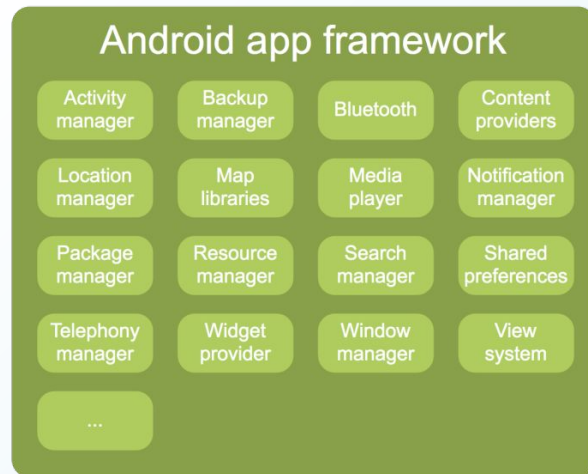 Android app framework
Activity
manager
Backup
manager
Bluetooth
Content
providers
Location
manager
Map
libraries
Media
player
Notification
manager
Package
manager
Resource
manager
Search
manager
Shared
preferences
Telephony
manager
Widget
provider
Window
manager
View
system
...